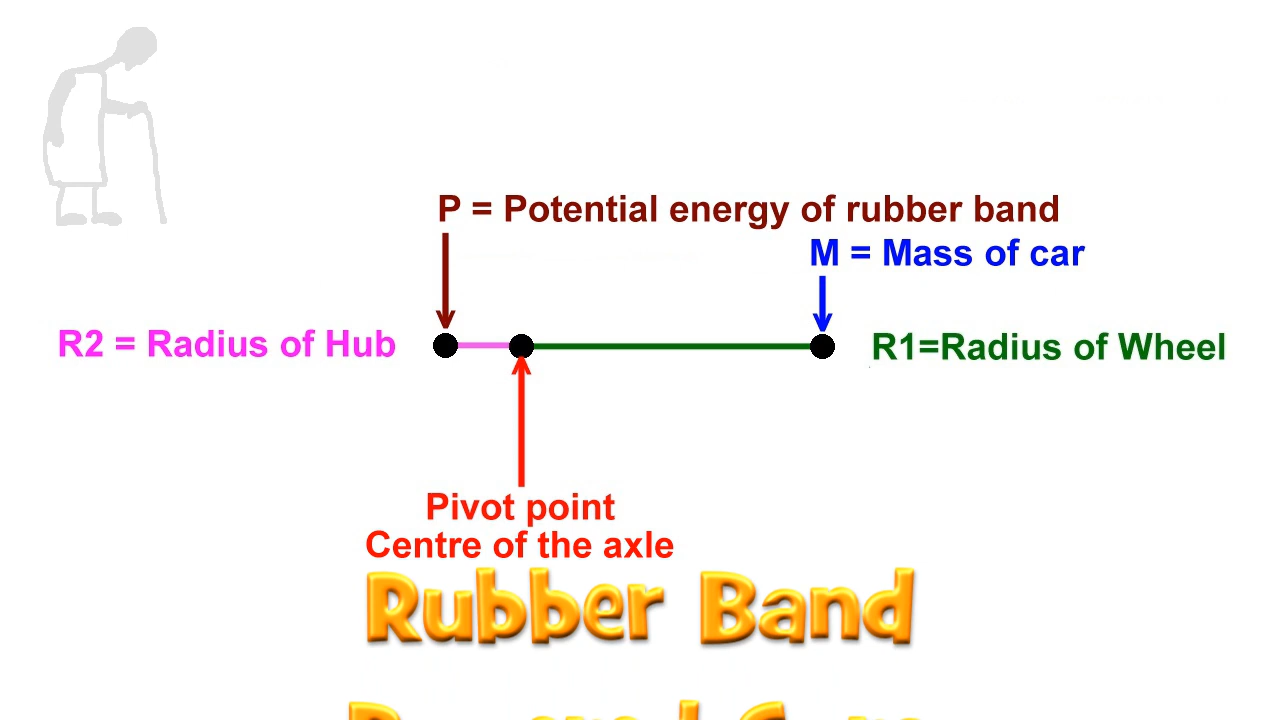 P = Potential energy of rubber band
M = Mass of car
R2 = Radius of Hub
R1=Radius of Wheel
Pivot point
Centre of the axle
Rubber Band